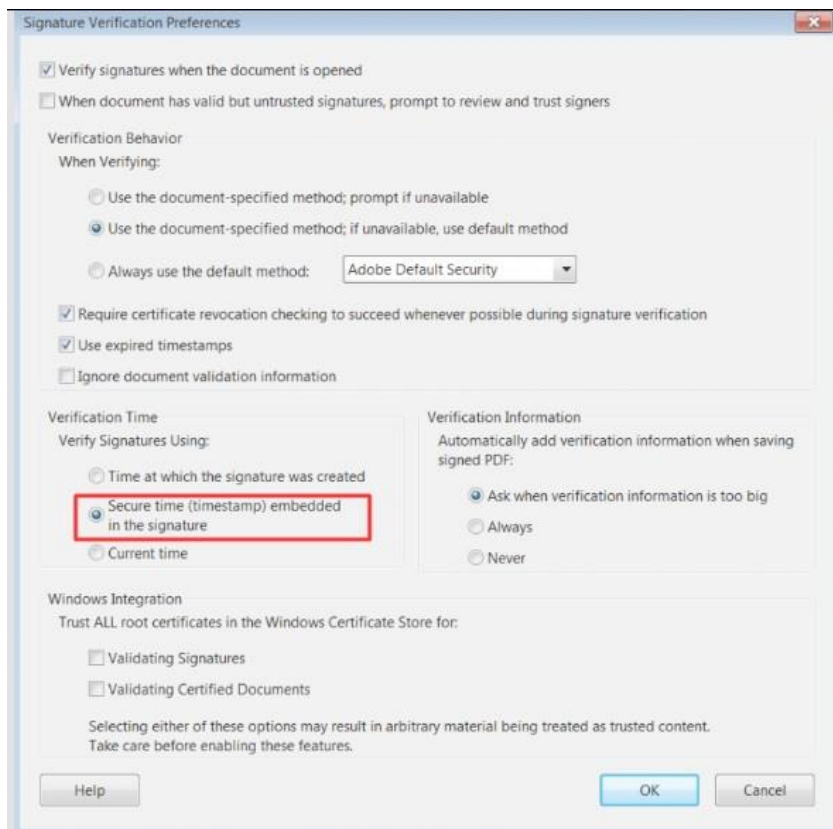 Signature Verification Preferences
Verify signatures when the document is opened
When document has valid but untrusted signatures, prompt to review and trust signers
Verification Behavior
When Verifying:
Use the document-specified method; prompt if unavailable
Use the document-specified method; if unavailable, use default method
Always use the default method: Adobe Default Security
Require certificate revocation checking to succeed whenever possible during signature verification
Use expired timestamps
Ignore document validation information
Verification Time
Verify Signatures Using:
Time at which the signature was created
Secure time (timestamp) embedded
in the signature
Current time
Verification Information
Automatically add verification information when saving
signed PDF:
Ask when verification information is too big
Always
Never
Windows Integration
Trust ALL root certificates in the Windows Certificate Store for:
Validating Signatures
Validating Certified Documents
Selecting either of these options may result in arbitrary material being treated as trusted content.
Take care before enabling these features.
Help
OK
Cancel